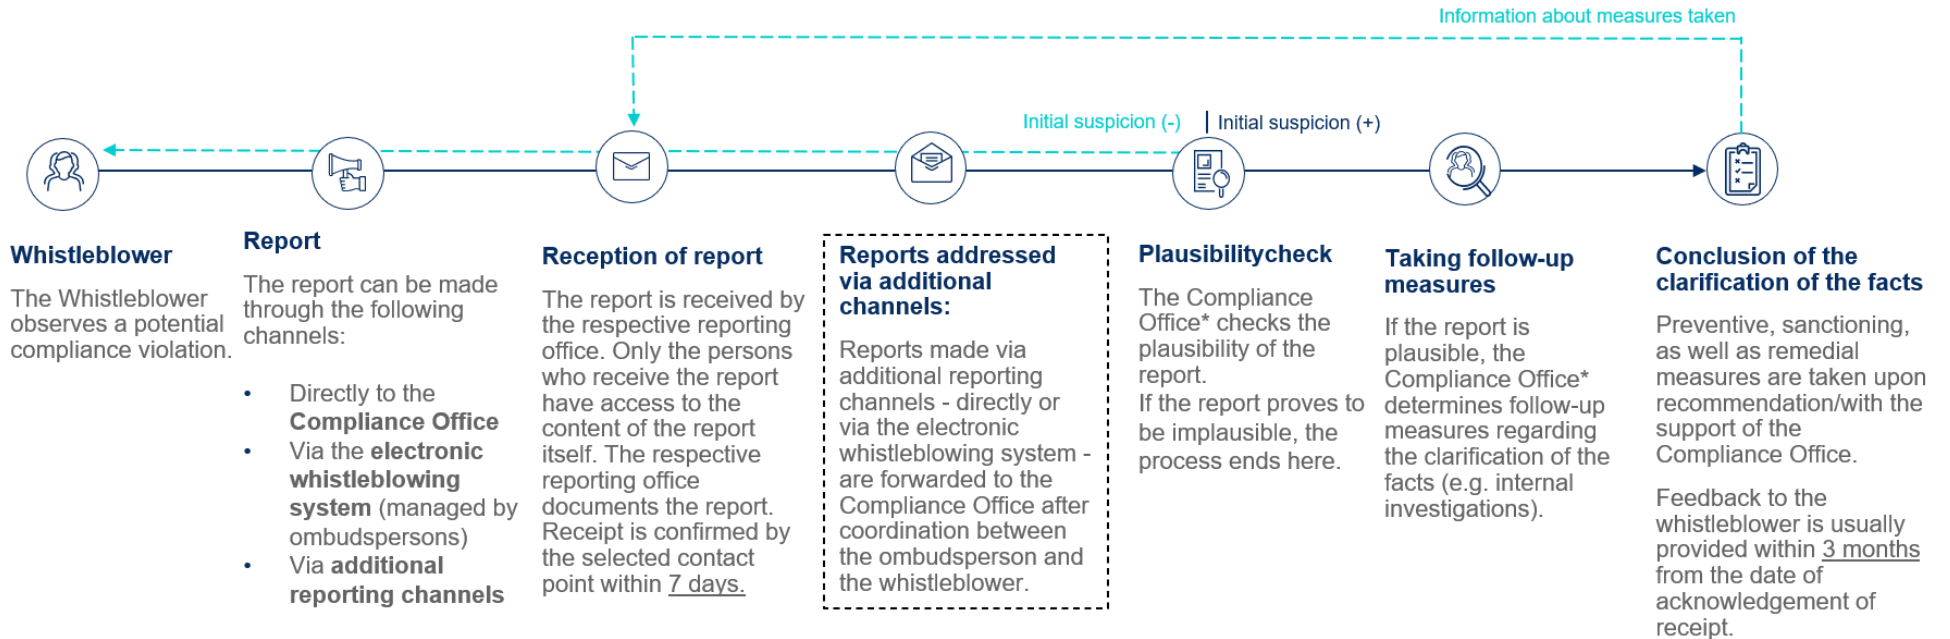 Information about measures taken
Initial suspicion (-)
Initial suspicion (+)
Whistleblower
The Whistleblower
observes a potential
compliance violation.
Report
The report can be made
through the following
channels:
• Directly to the
Compliance Office
• Via the electronic
whistleblowing
system (managed by
ombudspersons)
• Via additional
reporting channels
Reception of report
The report is received by
the respective reporting
office. Only the persons
who receive the report
have access to the
content of the report
itself. The respective
reporting office
documents the report.
Receipt is confirmed by
the selected contact
point within 7 days.
Reports addressed
via additional
channels:
Reports made via
additional reporting
channels - directly or
via the electronic
whistleblowing system -
are forwarded to the
Compliance Office after
coordination between
the ombudsperson and
the whistleblower.
Plausibilitycheck
The Compliance
Office* checks the
plausibility of the
report.
If the report proves to
be implausible, the
process ends here.
Taking follow-up
measures
If the report is
plausible, the
Compliance Office*
determines follow-up
measures regarding
the clarification of the
facts (e.g. internal
investigations).
Conclusion of the
clarification of the facts
Preventive, sanctioning,
as well as remedial
measures are taken upon
recommendation/with the
support of the
Compliance Office.
Feedback to the
whistleblower is usually
provided within 3 months
from the date of
acknowledgement of
receipt.